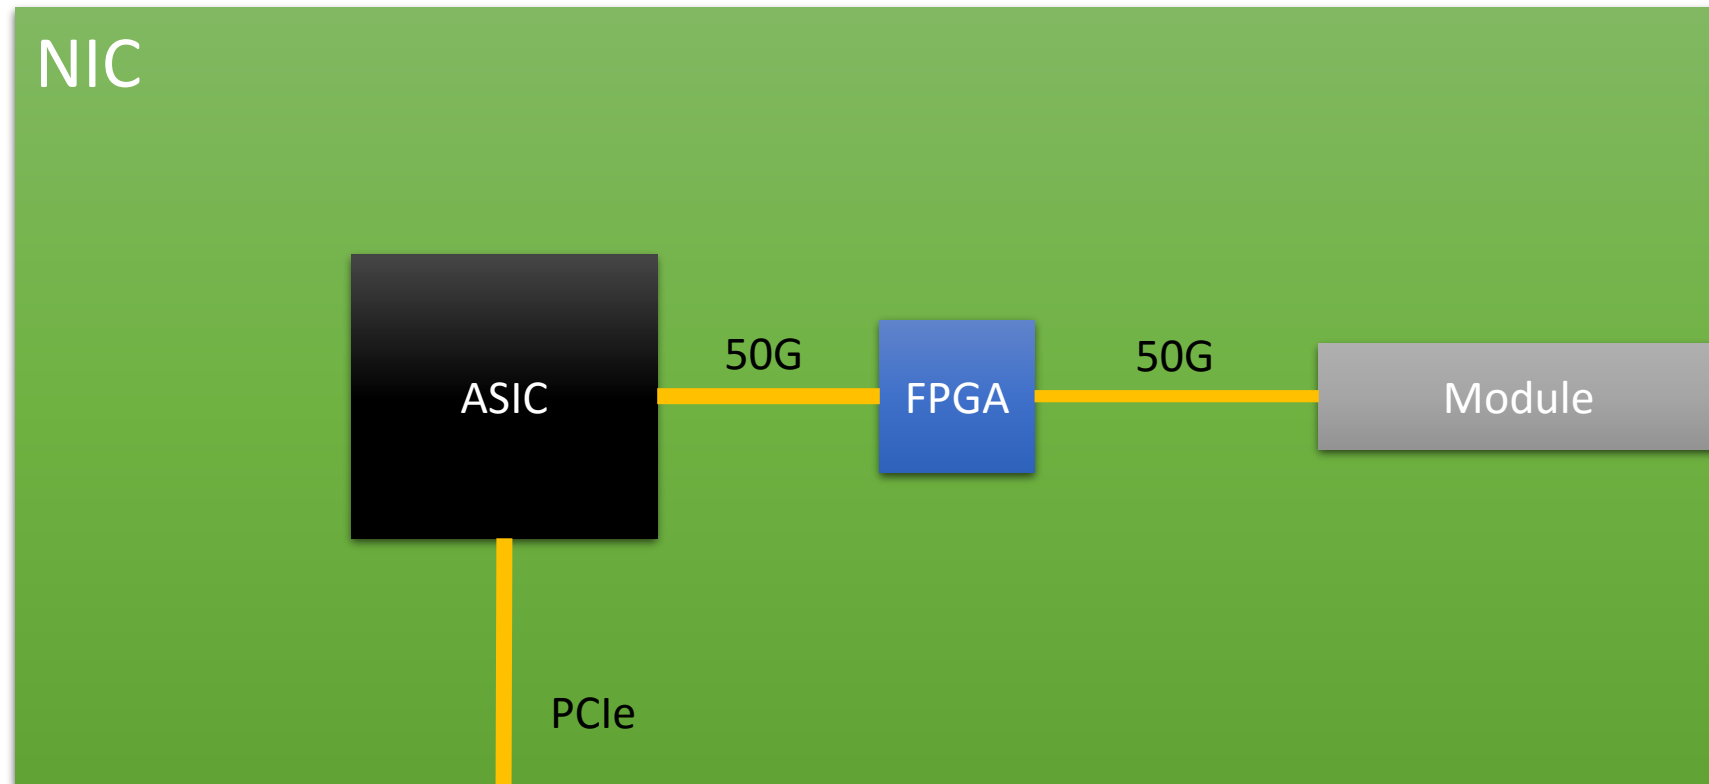 NIC
50G
50G
ASIC
FPGA
Module
PCIe